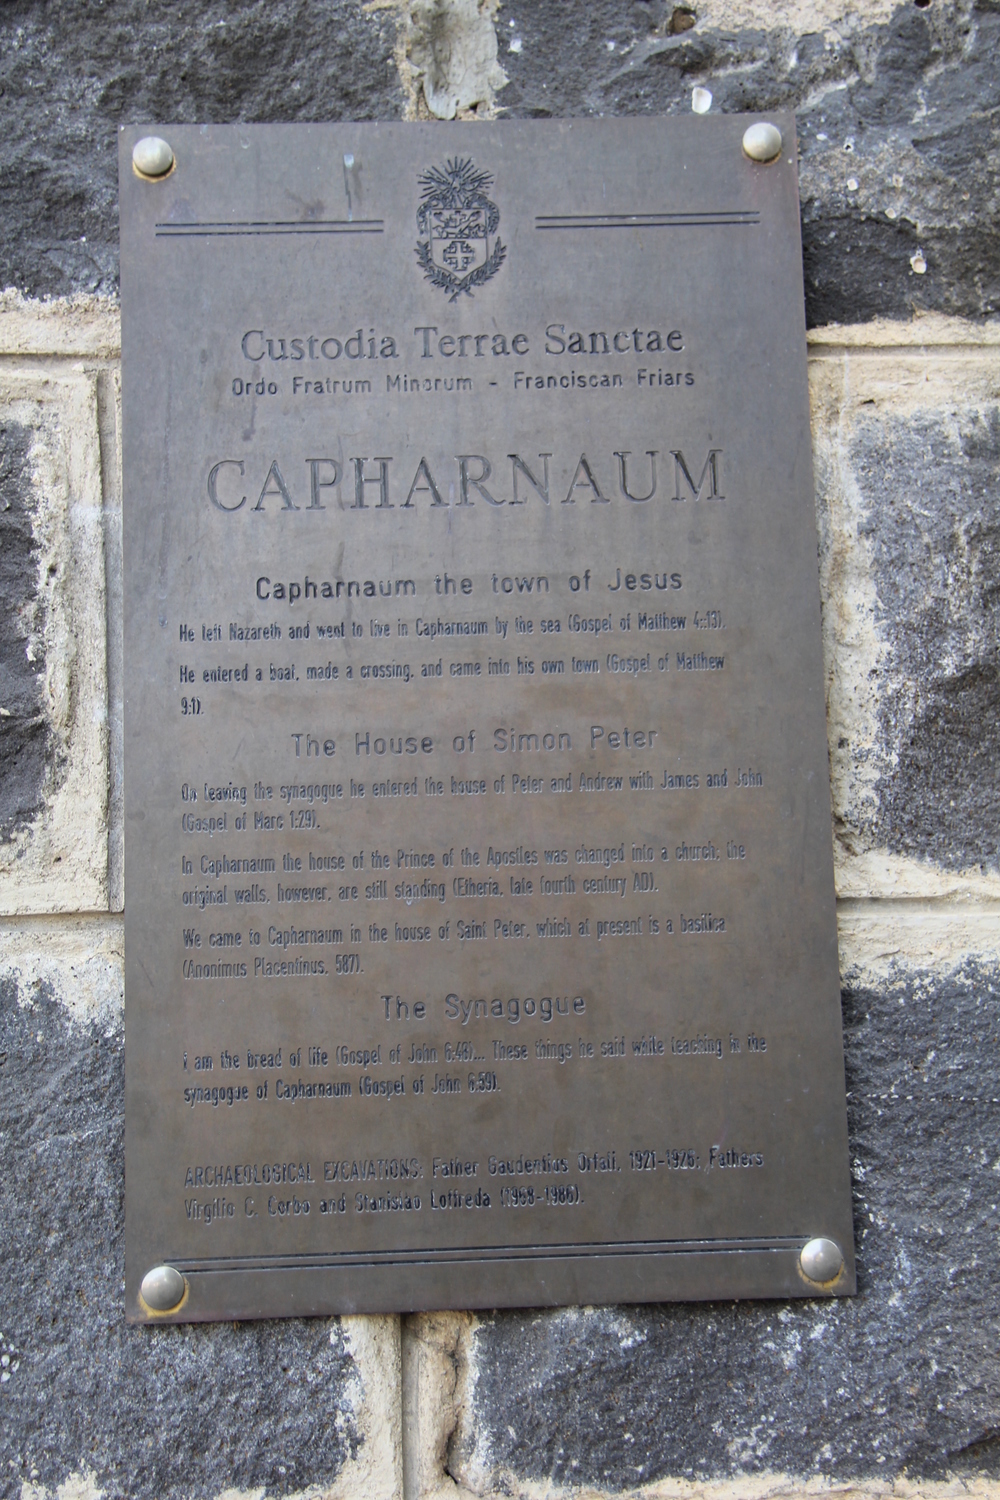 Custodia Terrae Sanctae
Ordo Fratrum Minorum - Franciscan Friars
CAPHARNAUM
Capharnaum the town of Jesus
He left Nazareth and went to live in Capharnaum by the sea (Gospel of Matthew 4::13).
He entered a boat, made a crossing, and came into his own town (Gospel of Matthew
9:1).
The House of Simon Peter
On leaving the synagogue he entered the house of Peter and Andrew with James and John
(Gospel of Marc 1:29).
In Capharnaum the house of the Prince of the Apostles was changed into a church; the
original walls, however, are still standing (Etheria, late fourth century AD).
We came to Capharnaum in the house of Saint Peter, which at present is a basilica
(Anonimus Placentinus, 587).
The Synagogue
I am the bread of life (Gospel of John 6:48)... These things he said while teaching in the
synagogue of Capharnaum (Gospel of John 6:59).
ARCHAEOLOGICAL EXCAVATIONS: Father Gaudentius Orfali, 1921-1926; Fathers
Virgilio C. Corbo and Stanislao Loffreda (1968-1986).